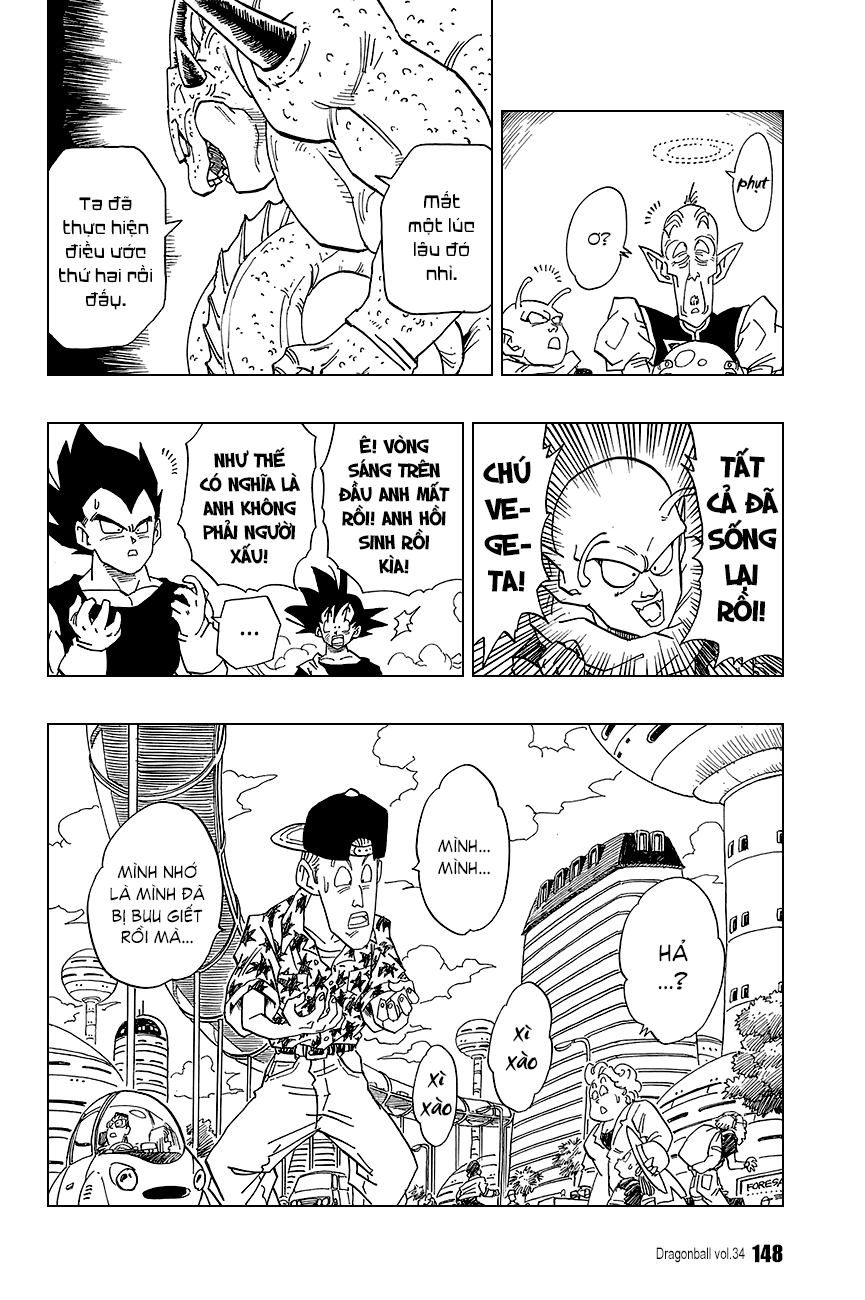 phụt
Ơ?
Mất
một lúc
lâu đó
nhỉ.
Ta đã
thực hiện
điều ước
thứ hai rồi
đấy.
TẤT
CẢ ĐÃ
SỐNG
LẠI
RỒI!
CHÚ
VE-
GE-
TA!
Ê! VÒNG
SÁNG TRÊN
ĐẦU ANH MẤT
RỒI! ANH HỒI
SINH RỒI
KÌA!
NHƯ THẾ
CÓ NGHĨA LÀ
ANH KHÔNG
PHẢI NGƯỜI
XẤU!
...
HẢ
...?
MÌNH...
MÌNH...
XÌ
XÀO
XÌ
XÀO
MÌNH NHỚ
LÀ MÌNH ĐÃ
BỊ BUU GIẾT
RỒI MÀ...
FORESA
Dragonball vol.34 148